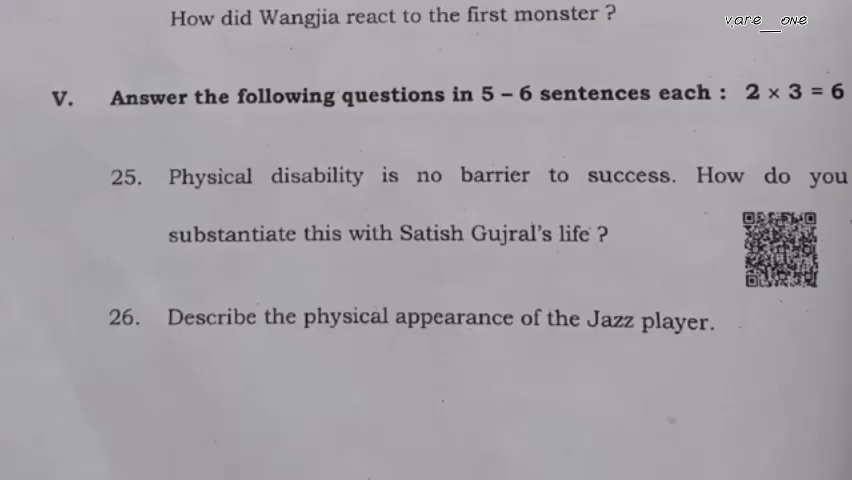 How did Wangjia react to the first monster ?
vare__one
V. Answer the following questions in 5 – 6 sentences each : 2 × 3 = 6
25. Physical disability is no barrier to success. How do you
substantiate this with Satish Gujral's life ?
26. Describe the physical appearance of the Jazz player.